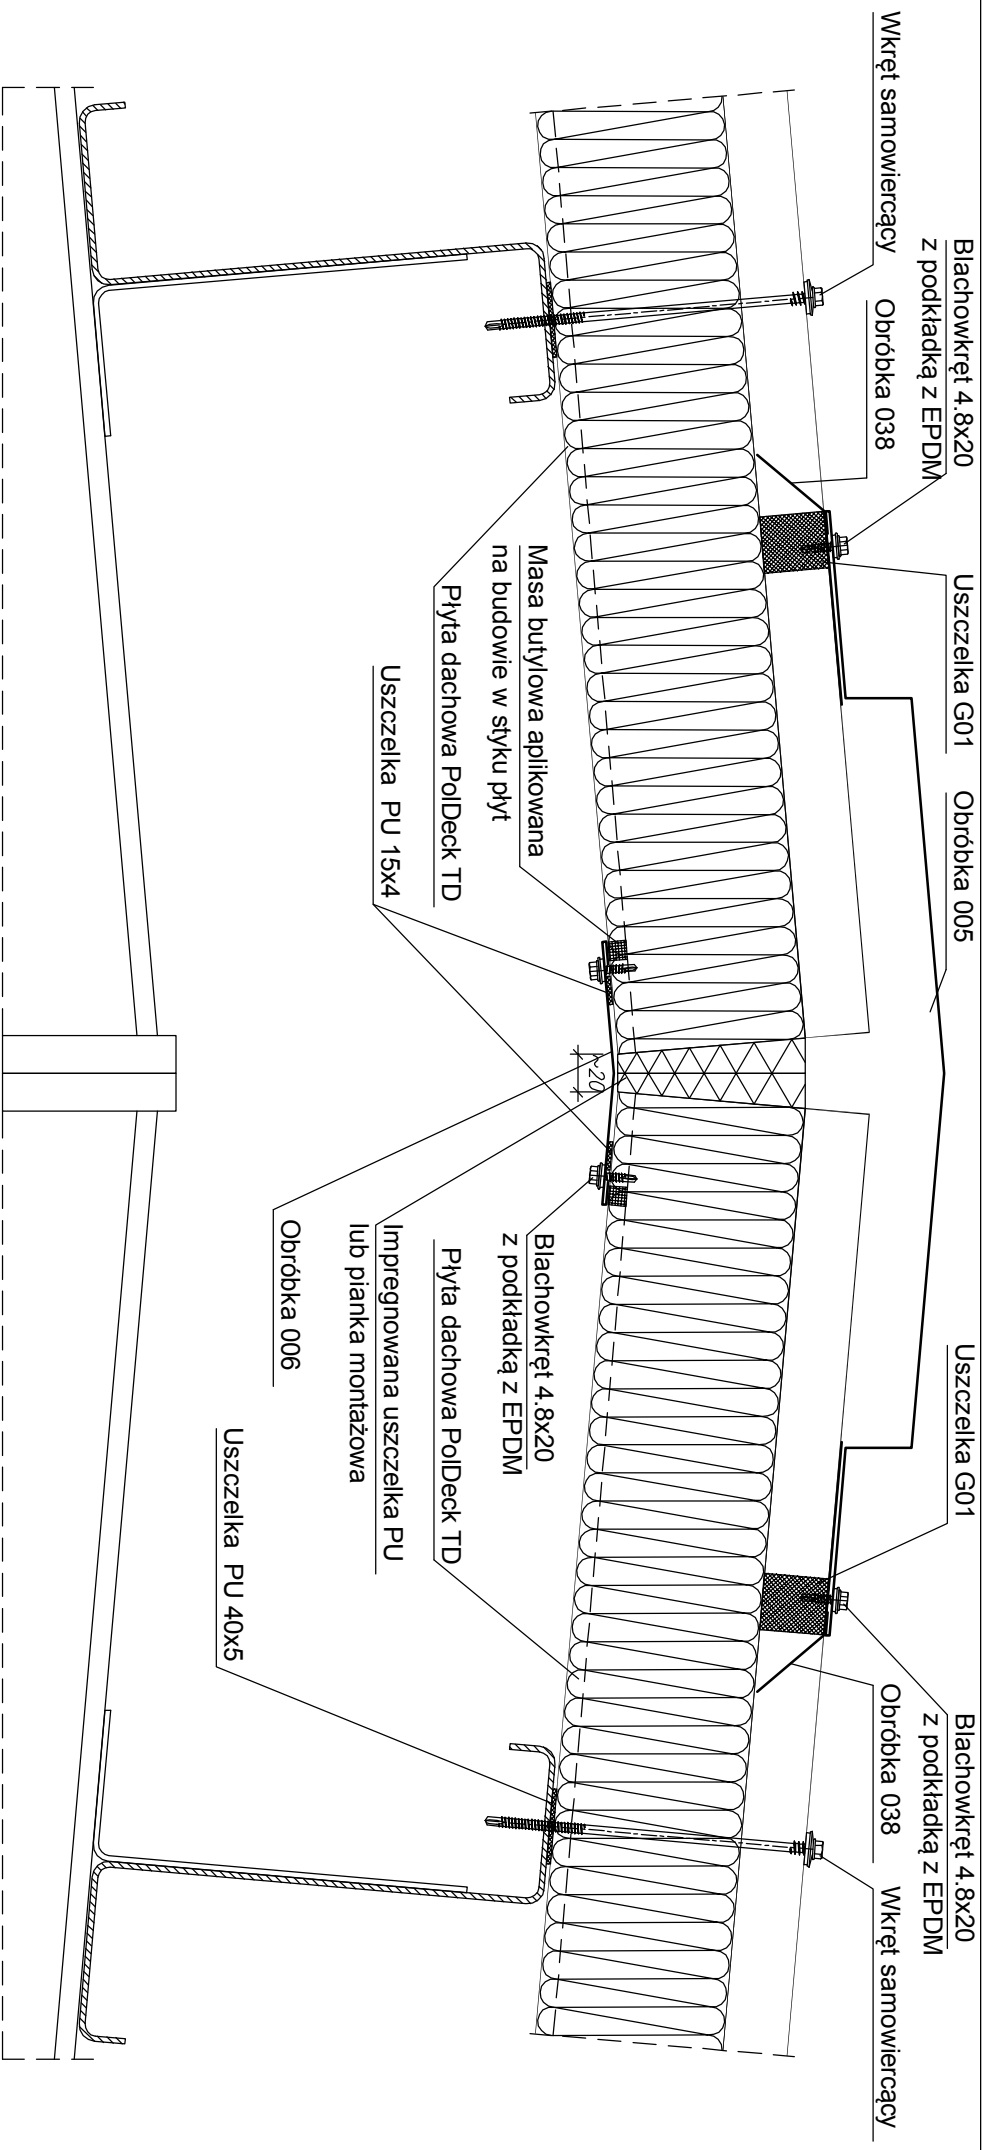 Wkręt samowiercący
Blachowkręt 4.8x20
z podkładką z EPDM
Obróbka 038
Uszczelka G01
Obróbka 005
Uszczelka G01
Blachowkręt 4.8x20
z podkładką z EPDM
Obróbka 038
Wkręt samowiercący
Masa butylowa aplikowana
na budowie w styku płyt
Płyta dachowa PolDeck TD
Uszczelka PU 15x4
~20
Blachowkręt 4.8x20
z podkładką z EPDM
Płyta dachowa PolDeck TD
Impregnowana uszczelka PU
lub pianka montażowa
Obróbka 006
Uszczelka PU 40x5